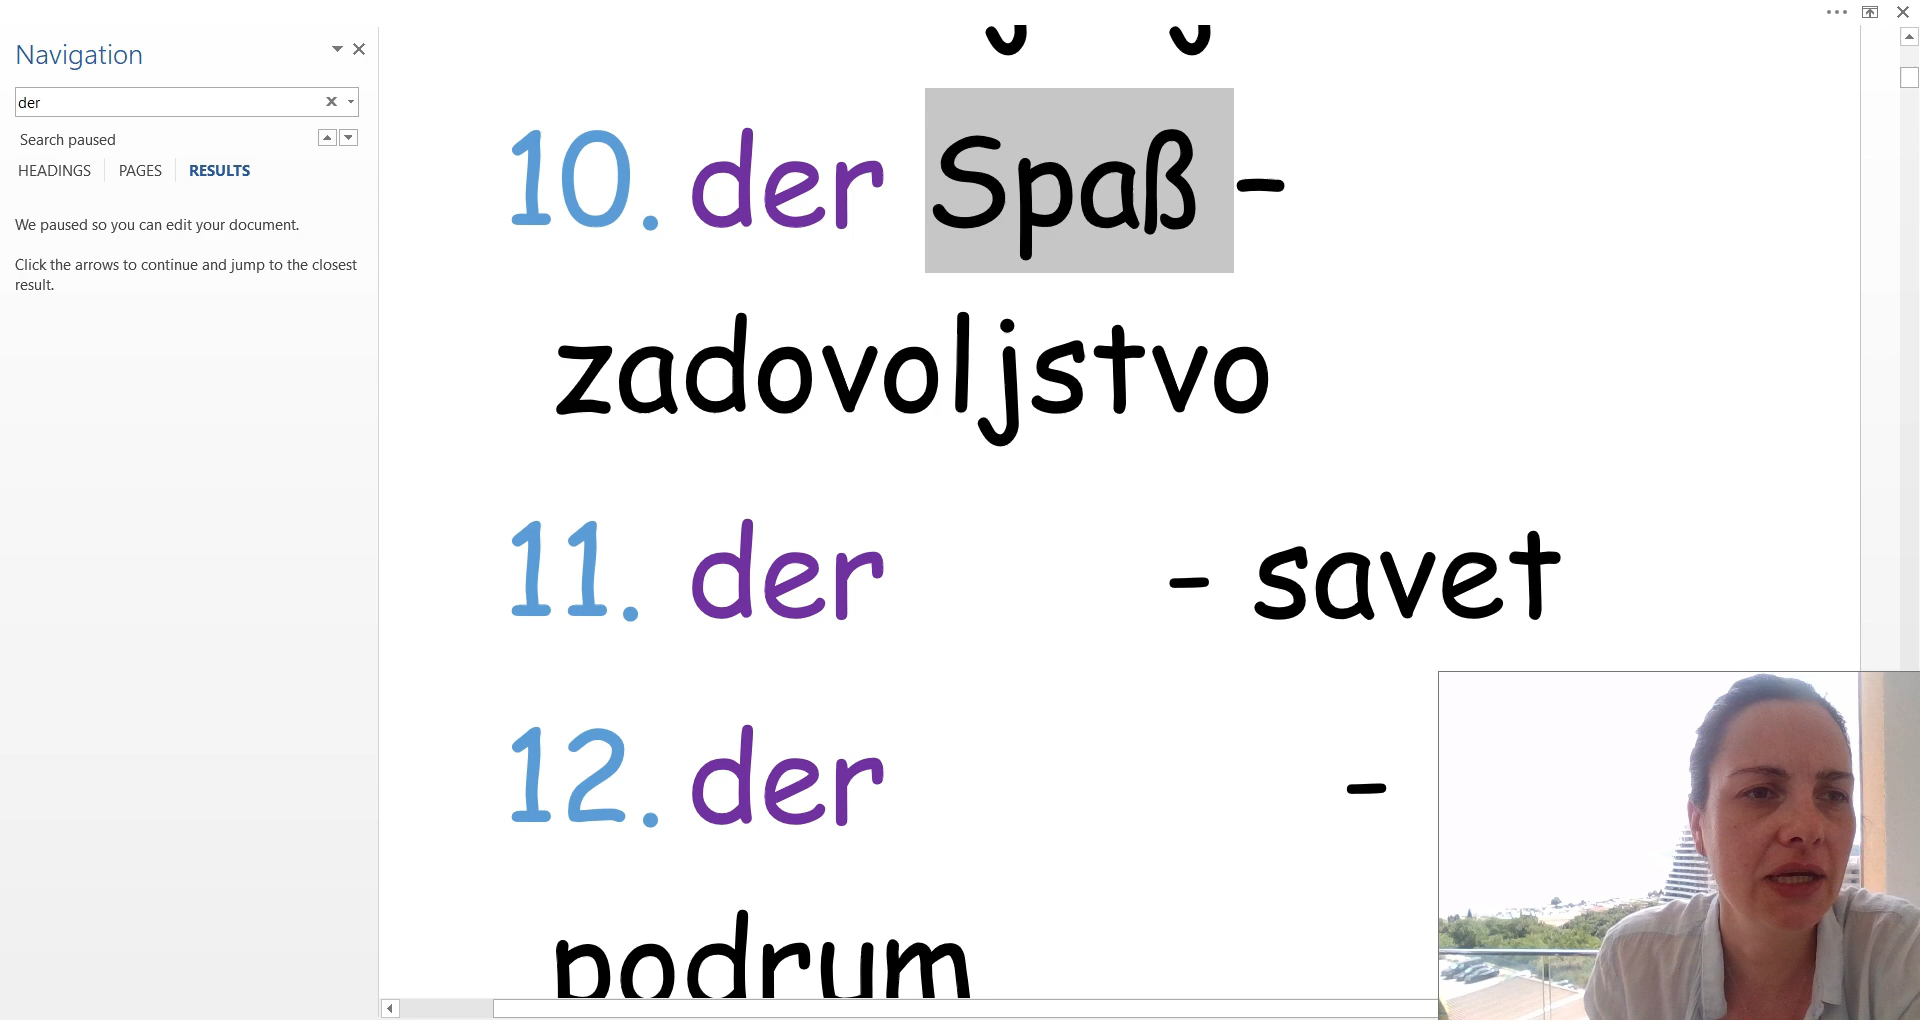 Navigation
der
Search paused
HEADINGS PAGES RESULTS
We paused so you can edit your document.
Click the arrows to continue and jump to the closest
result.
10. der Spaß -
zadovoljstvo
11. der - savet
12. der -
podrum